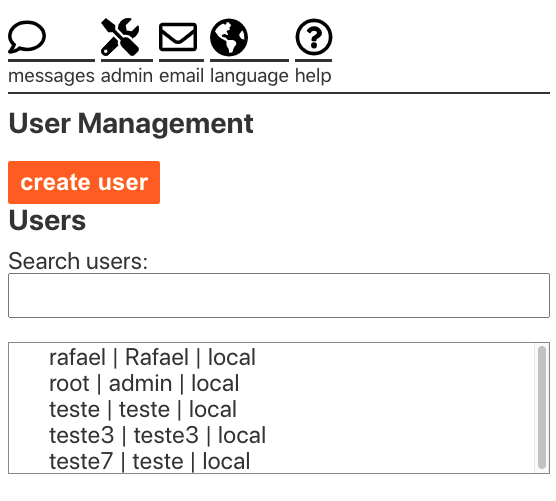 messages admin email language help
User Management
create user
Users
Search users:
rafael | Rafael | local
root | admin | local
teste | teste | local
teste3 | teste3 | local
teste7 | teste | local